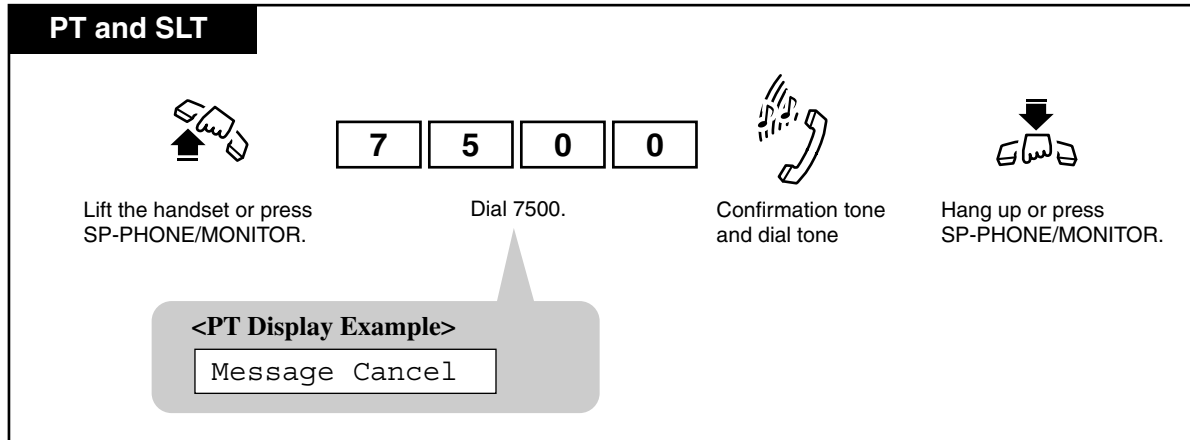 PT and SLT
7 5 0 0
Lift the handset or press
SP-PHONE/MONITOR.
Dial 7500.
Confirmation tone
and dial tone
Hang up or press
SP-PHONE/MONITOR.
<PT Display Example>
Message Cancel